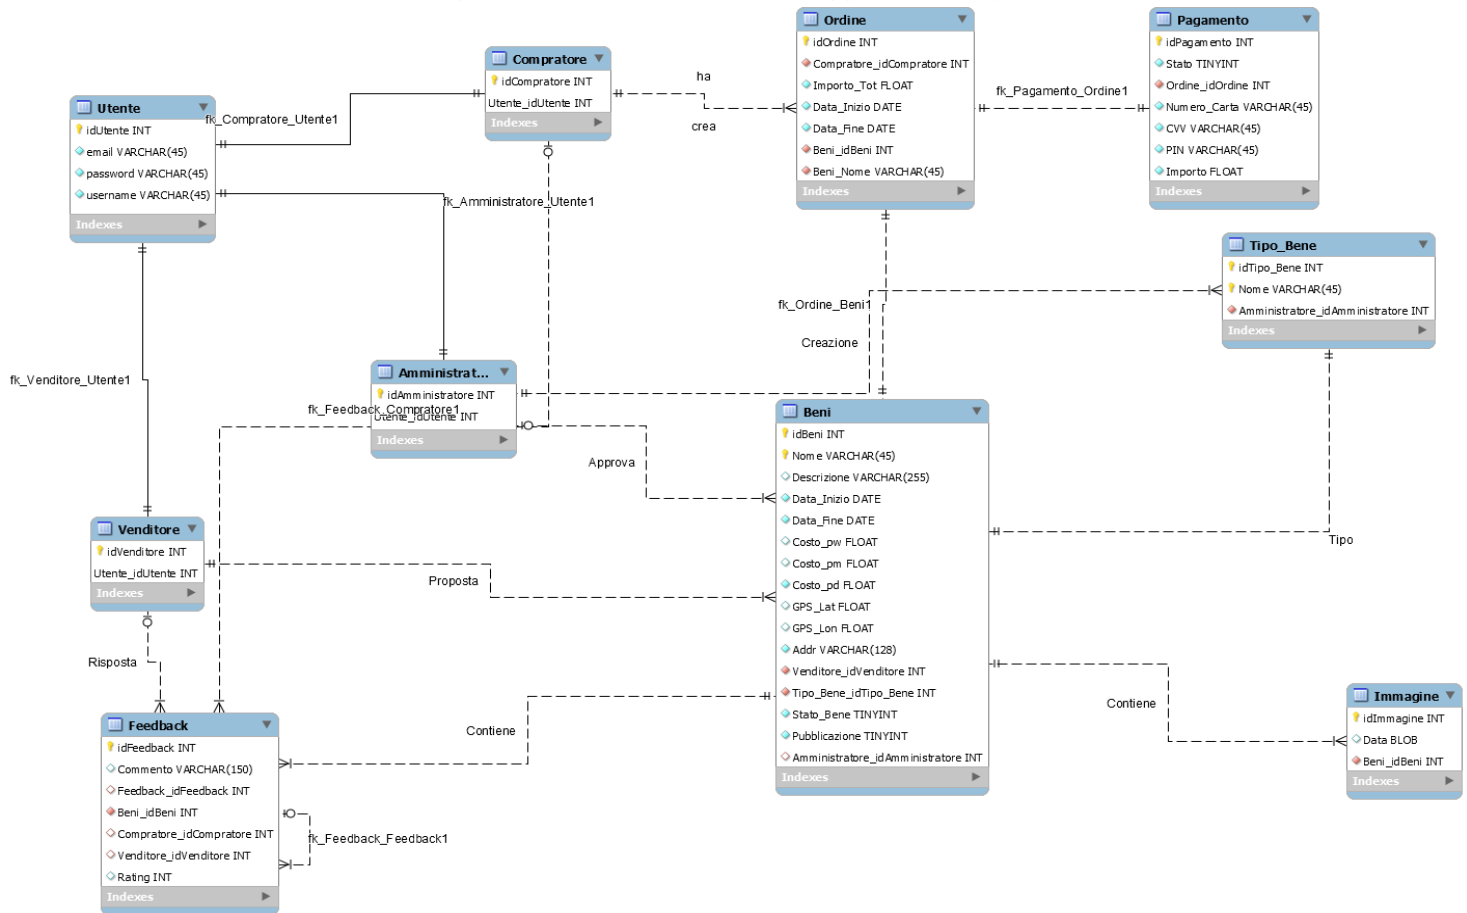 Utente
idUtente INT
email VARCHAR(45)
password VARCHAR(45)
username VARCHAR(45)
Indexes
fk_Compratore_Utente1
Compratore
idCompratore INT
Utente_idUtente INT
Indexes
ha
crea
Ordine
idOrdine INT
Compratore_idCompratore INT
Importo_Tot FLOAT
Data_Inizio DATE
Data_Fine DATE
Beni_idBeni INT
Beni_Nome VARCHAR(45)
Indexes
fk_Pagamento_Ordine1
Pagamento
idPagamento INT
Stato TINYINT
Ordine_idOrdine INT
Numero_Carta VARCHAR(45)
CVV VARCHAR(45)
PIN VARCHAR(45)
Importo FLOAT
Indexes
fk_Amministratore_Utente1
Tipo_Bene
idTipo_Bene INT
Nome VARCHAR(45)
Amministratore_idAmministratore INT
Indexes
fk_Ordine_Beni1
Creazione
fk_Venditore_Utente1
Amministrat...
idAmministratore INT
Utente_idUtente INT
Indexes
fk_Feedback_Compratore1
Approva
Beni
idBeni INT
Nome VARCHAR(45)
Descrizione VARCHAR(255)
Data_Inizio DATE
Data_Fine DATE
Costo_pw FLOAT
Costo_pm FLOAT
Costo_pd FLOAT
GPS_Lat FLOAT
GPS_Lon FLOAT
Addr VARCHAR(128)
Venditore_idVenditore INT
Tipo_Bene_idTipo_Bene INT
Stato_Bene TINYINT
Pubblicazione TINYINT
Amministratore_idAmministratore INT
Indexes
Tipo
Venditore
idVenditore INT
Utente_idUtente INT
Indexes
Proposta
Risposta
Contiene
Contiene
Immagine
idImmagine INT
Data BLOB
Beni_idBeni INT
Indexes
Feedback
idFeedback INT
Commento VARCHAR(150)
Feedback_idFeedback INT
Beni_idBeni INT
Compratore_idCompratore INT
Venditore_idVenditore INT
Rating INT
Indexes
fk_Feedback_Feedback1